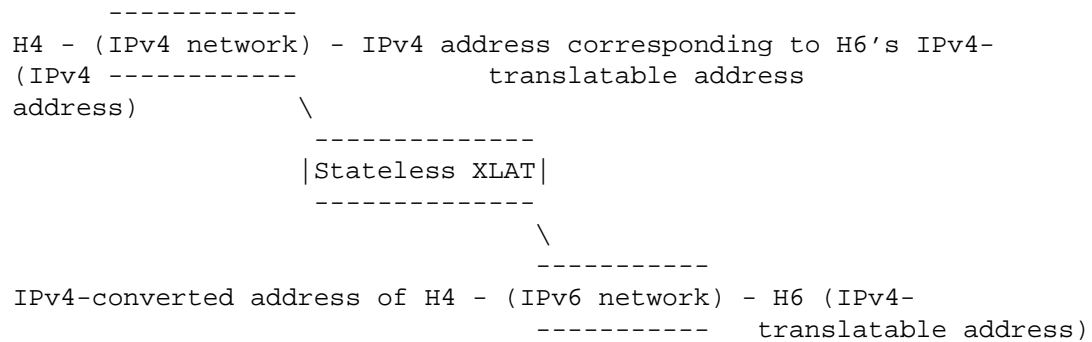 ------------
H4 - (IPv4 network) - IPv4 address corresponding to H6's IPv4-
(IPv4 ------------ translatable address
address) \
--------------
|Stateless XLAT|
--------------
\
-----------
IPv4-converted address of H4 - (IPv6 network) - H6 (IPv4-
----------- translatable address)